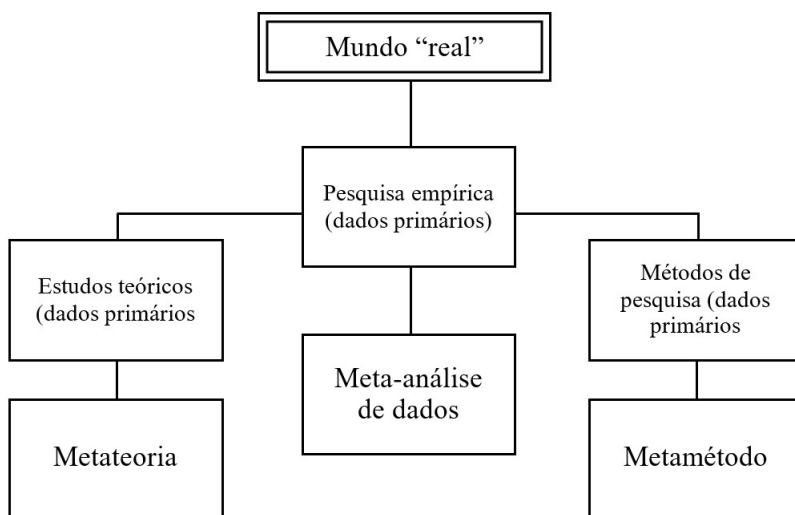 Mundo “real”
Pesquisa empírica
(dados primários)
Estudos teóricos
(dados primários
Métodos de
pesquisa (dados
primários
Meta-análise
de dados
Metateoria
Metamétodo